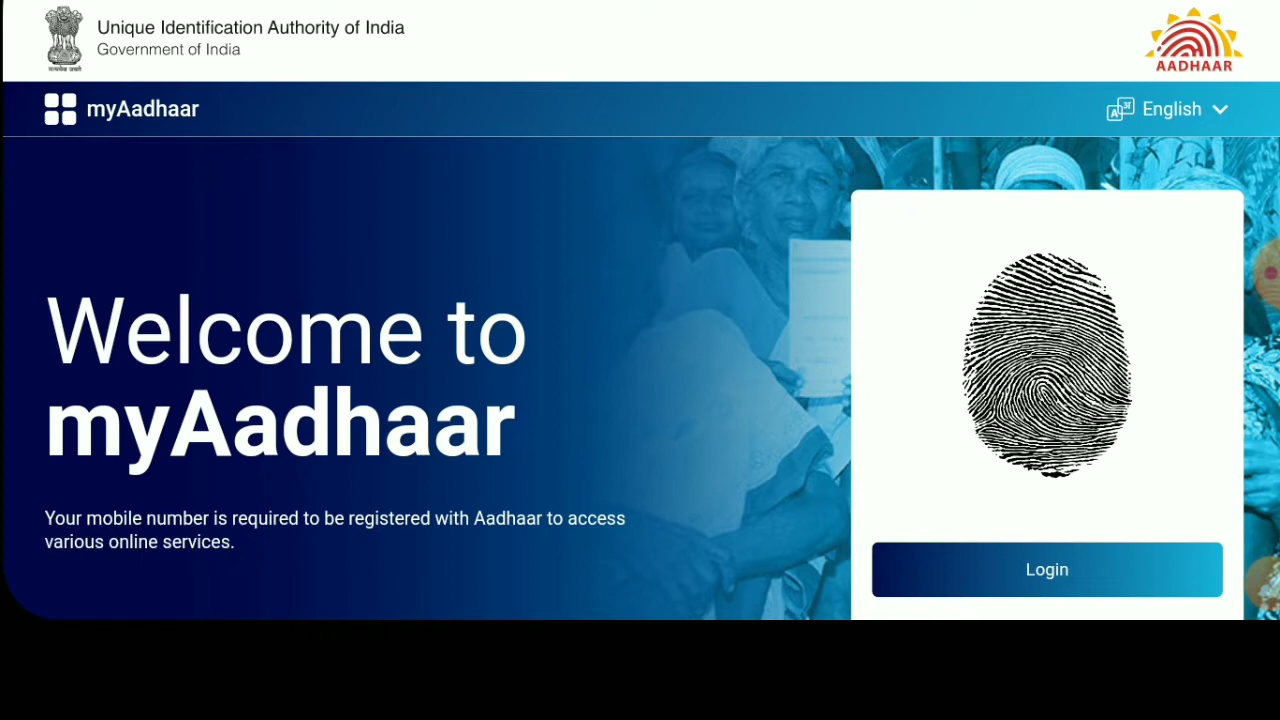 Unique Identification Authority of India
Government of India
AADHAAR
myAadhaar
English
Welcome to
myAadhaar
Your mobile number is required to be registered with Aadhaar to access
various online services.
Login